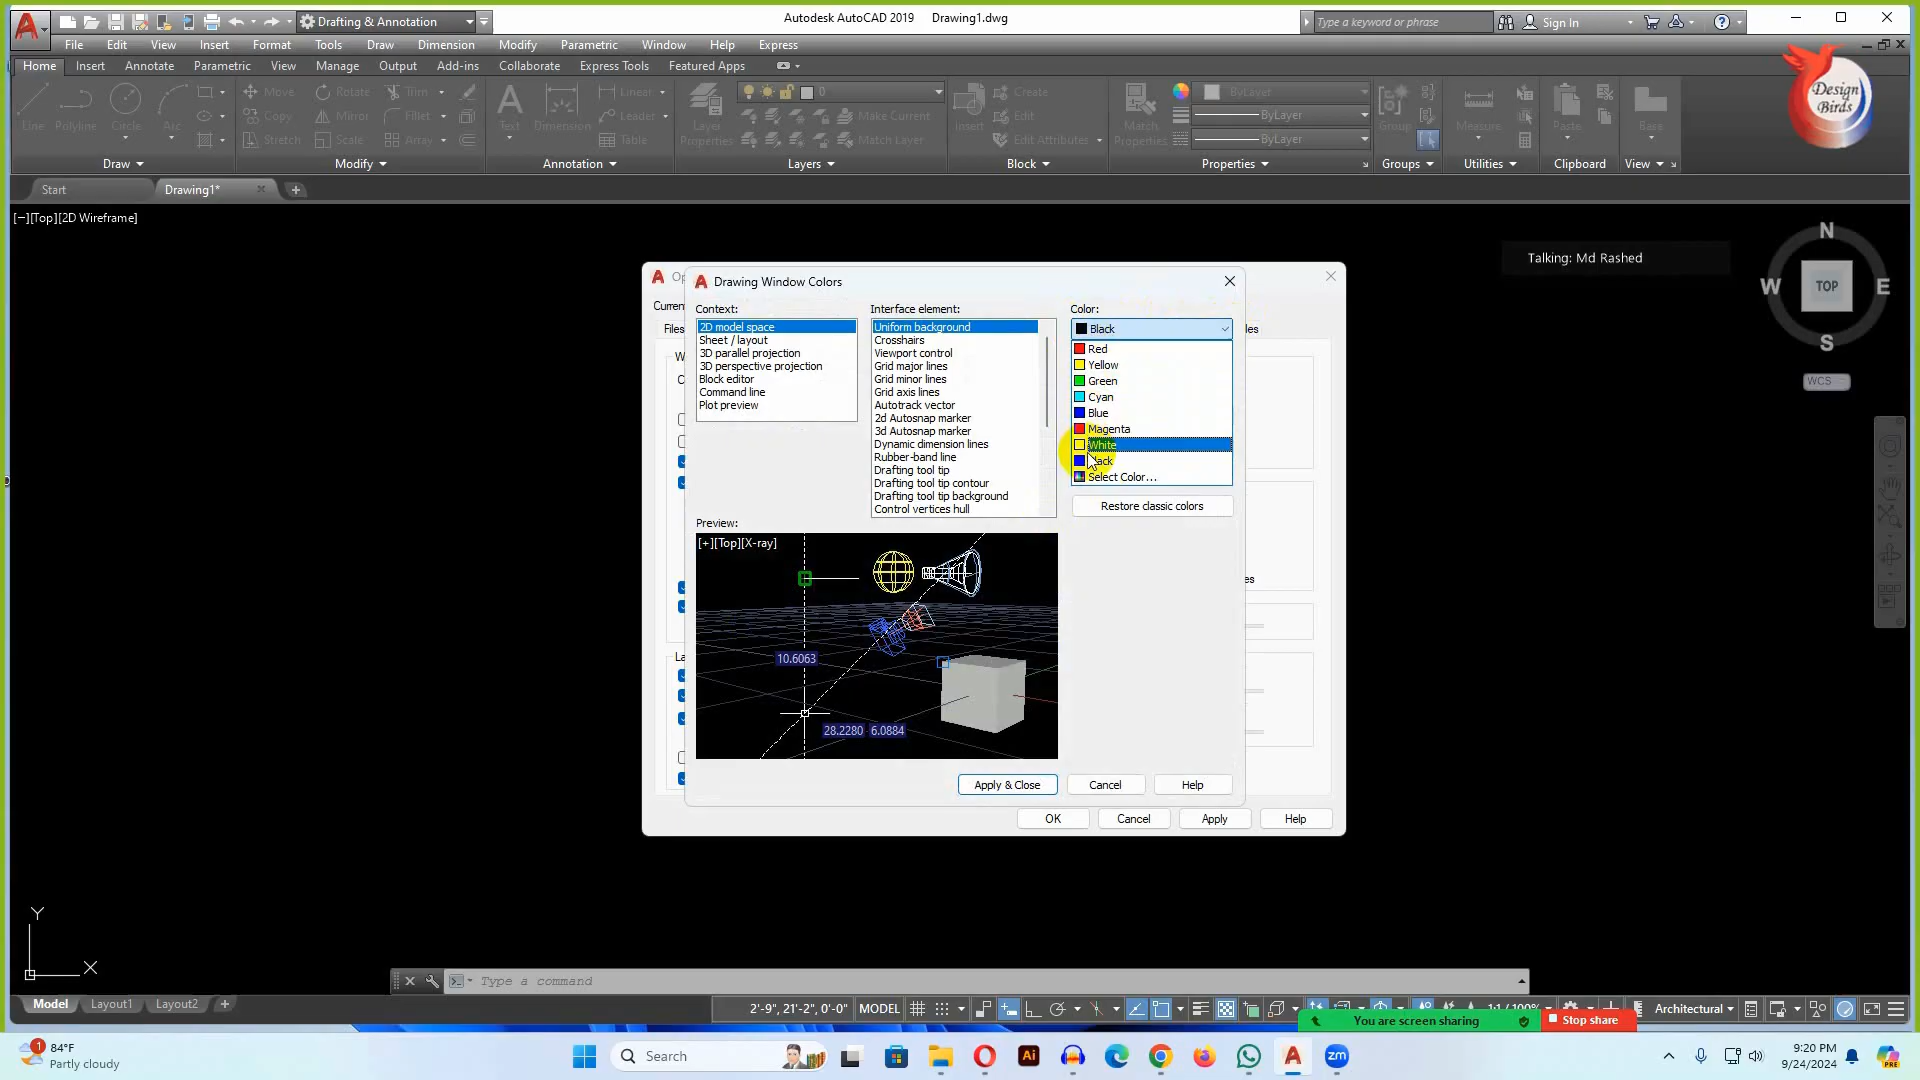 Drafting & Annotation
Autodesk AutoCAD 2019 Drawing1.dwg
Type a keyword or phrase
Sign In
File Edit View Insert Format Tools Draw Dimension Modify Parametric Window Help Express
Home Insert Annotate Parametric View Manage Output Add-ins Collaborate Express Tools Featured Apps
Design
Birds
Line Polyline Circle Arc
Move Rotate Trim
Copy Mirror Fillet
Stretch Scale Array
Text Dimension
Linear
Leader
Table
Layer
Properties
0
Make Current
Match Layer
Insert
Create
Edit
Edit Attributes
Match
Properties
ByLayer
ByLayer
ByLayer
Group Measure Paste Base
Draw Modify Annotation Layers Block Properties Groups Utilities Clipboard View
Start Drawing1*
[−][Top][2D Wireframe]
Talking: Md Rashed
N
W TOP E
S
WCS
Drawing Window Colors
Context: Interface element: Color:
2D model space
Sheet / layout
3D parallel projection
3D perspective projection
Block editor
Command line
Plot preview
Uniform background
Crosshairs
Viewport control
Grid major lines
Grid minor lines
Grid axis lines
Autotrack vector
2d Autosnap marker
3d Autosnap marker
Dynamic dimension lines
Rubber-band line
Drafting tool tip
Drafting tool tip contour
Drafting tool tip background
Control vertices hull
Black
Red
Yellow
Green
Cyan
Blue
Magenta
White
Select Color...
Restore classic colors
Files
Preview:
[+][Top][X-ray]
10.6063
28.2280 6.0884
Apply & Close Cancel Help
OK Cancel Apply Help
Y
X
Type a command
Model Layout1 Layout2
2'-9", 21'-2", 0'-0" MODEL
1:1 / 100%
Architectural
You are screen sharing
Stop share
1
84°F
Partly cloudy
Search
Ai
A
zm
9:20 PM
9/24/2024
PRE